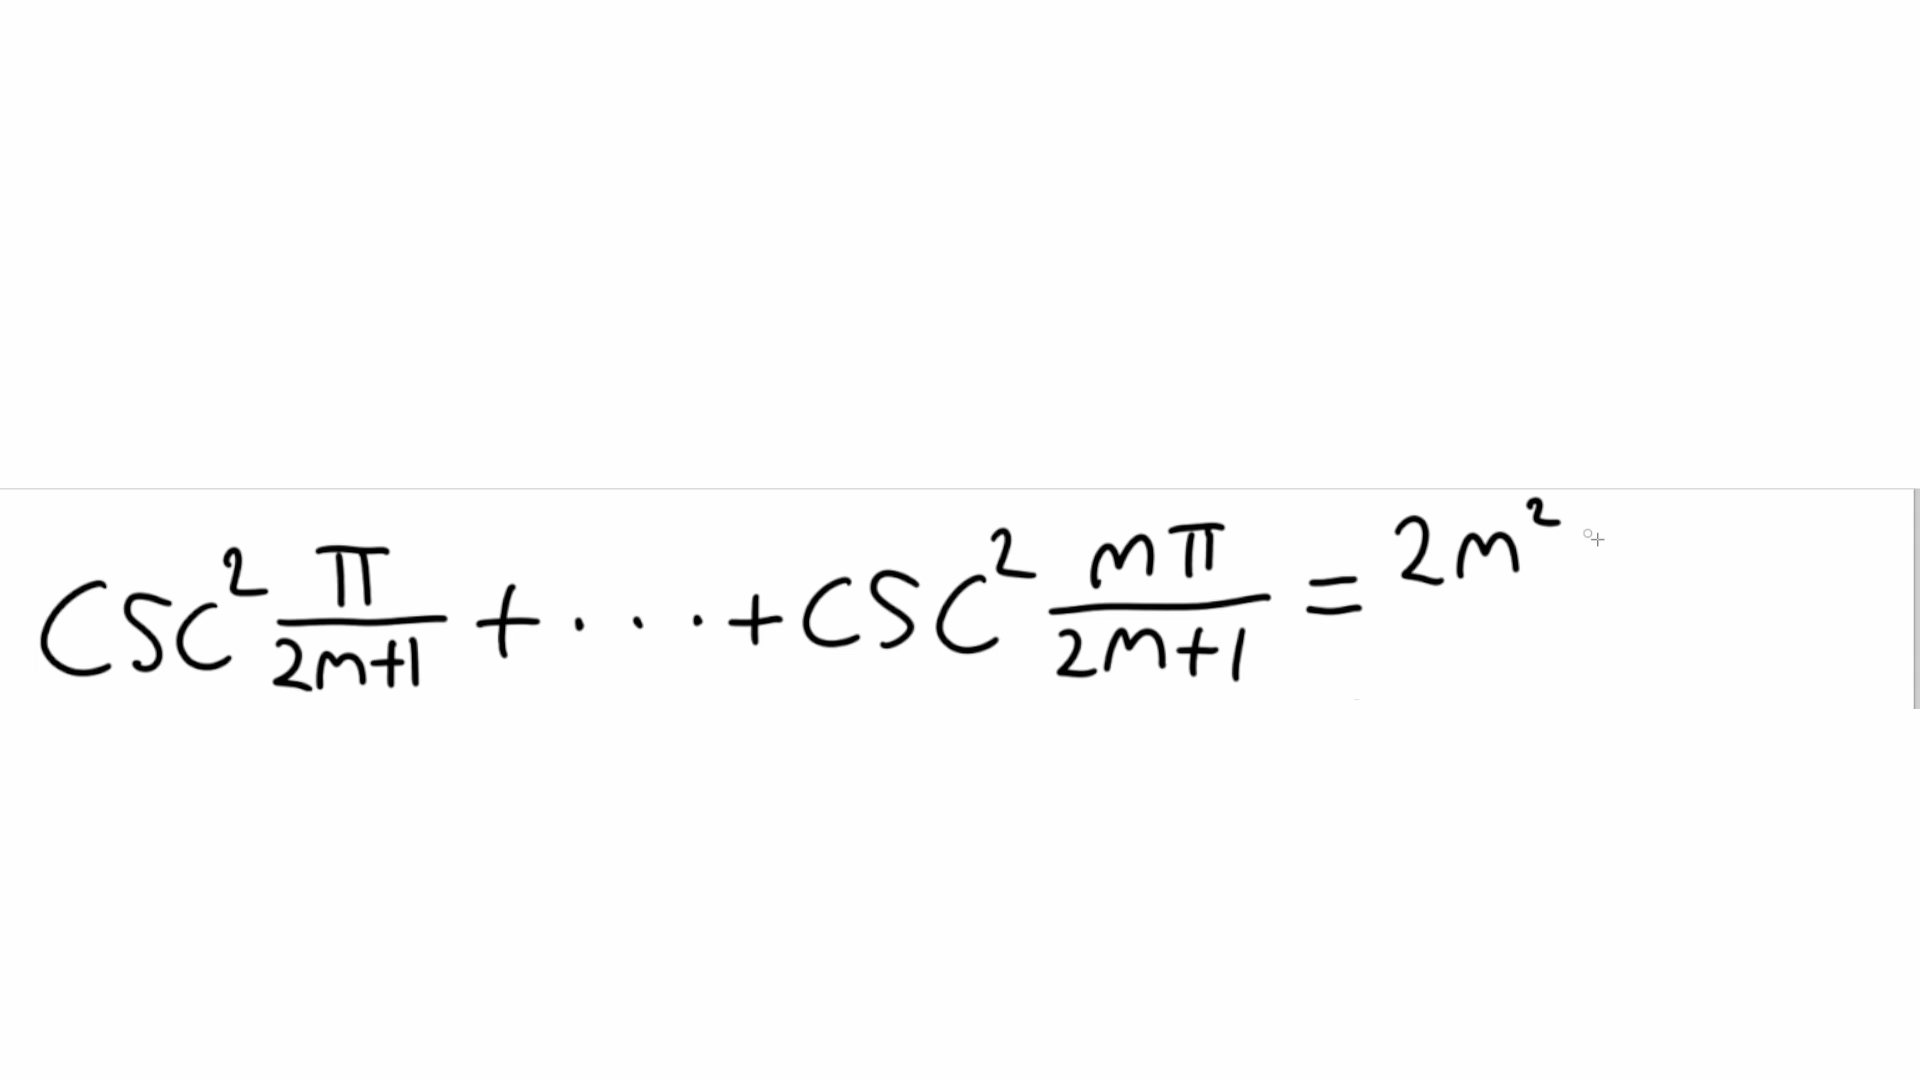 csc² π/(2m+1) + · · · + csc² mπ/(2m+1) = 2m²